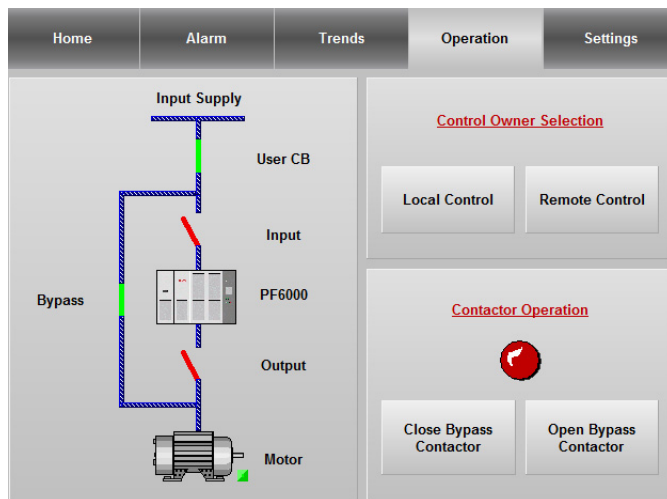 Home
Alarm
Trends
Operation
Settings
Input Supply
User CB
Input
Bypass
PF6000
Output
Motor
Control Owner Selection
Local Control
Remote Control
Contactor Operation
Close Bypass
Contactor
Open Bypass
Contactor